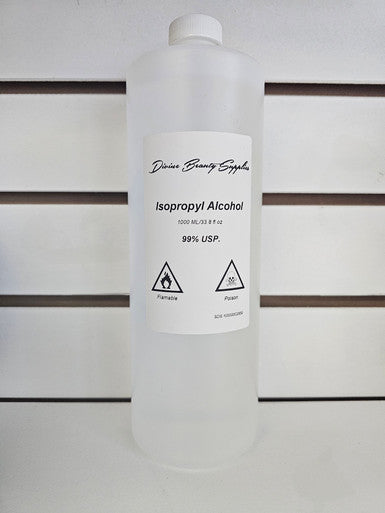 Divine Beauty Supplies
Isopropyl Alcohol
1000 ML/33.8 fl oz
99% USP.
Flamable Poison